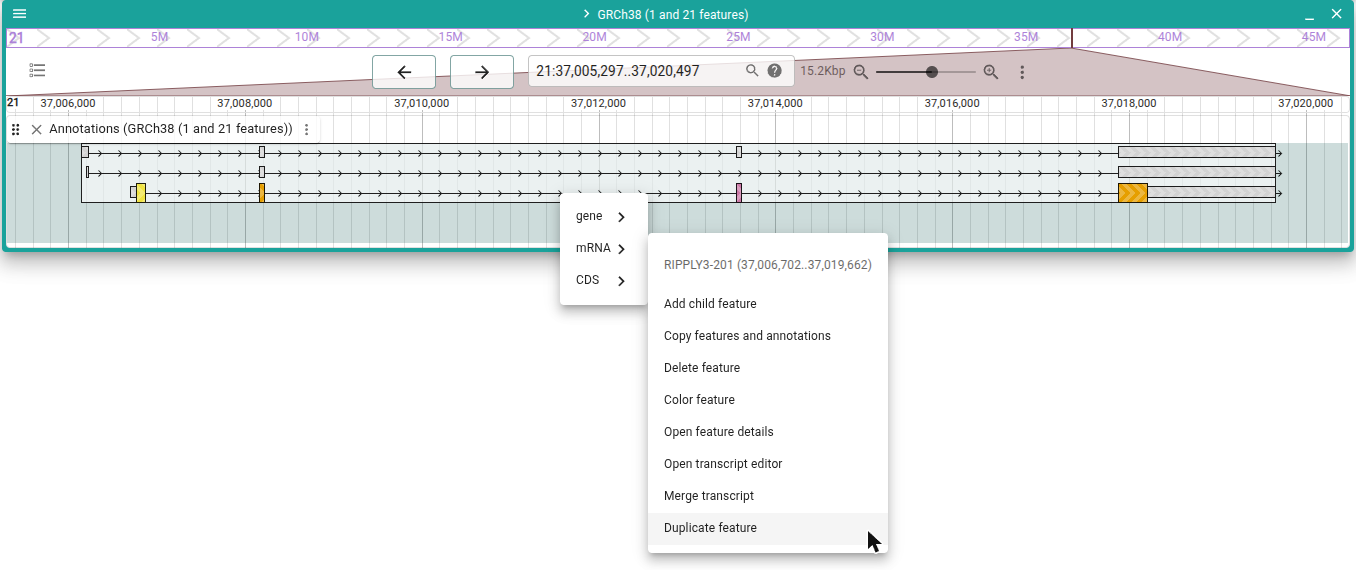 GRCh38 (1 and 21 features)
21 5M 10M 15M 20M 25M 30M 35M 40M 45M
21:37,005,297..37,020,497 15.2Kbp
21 37,006,000 37,008,000 37,010,000 37,012,000 37,014,000 37,016,000 37,018,000 37,020,000
Annotations (GRCh38 (1 and 21 features))
gene
mRNA
CDS
RIPPLY3-201 (37,006,702..37,019,662)
Add child feature
Copy features and annotations
Delete feature
Color feature
Open feature details
Open transcript editor
Merge transcript
Duplicate feature